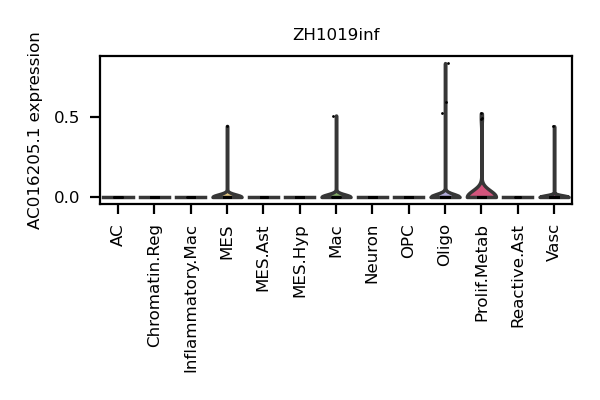 ZH1019inf
AC016205.1 expression
0.5
0.0
AC
Chromatin.Reg
Inflammatory.Mac
MES
MES.Ast
MES.Hyp
Mac
Neuron
OPC
Oligo
Prolif.Metab
Reactive.Ast
Vasc